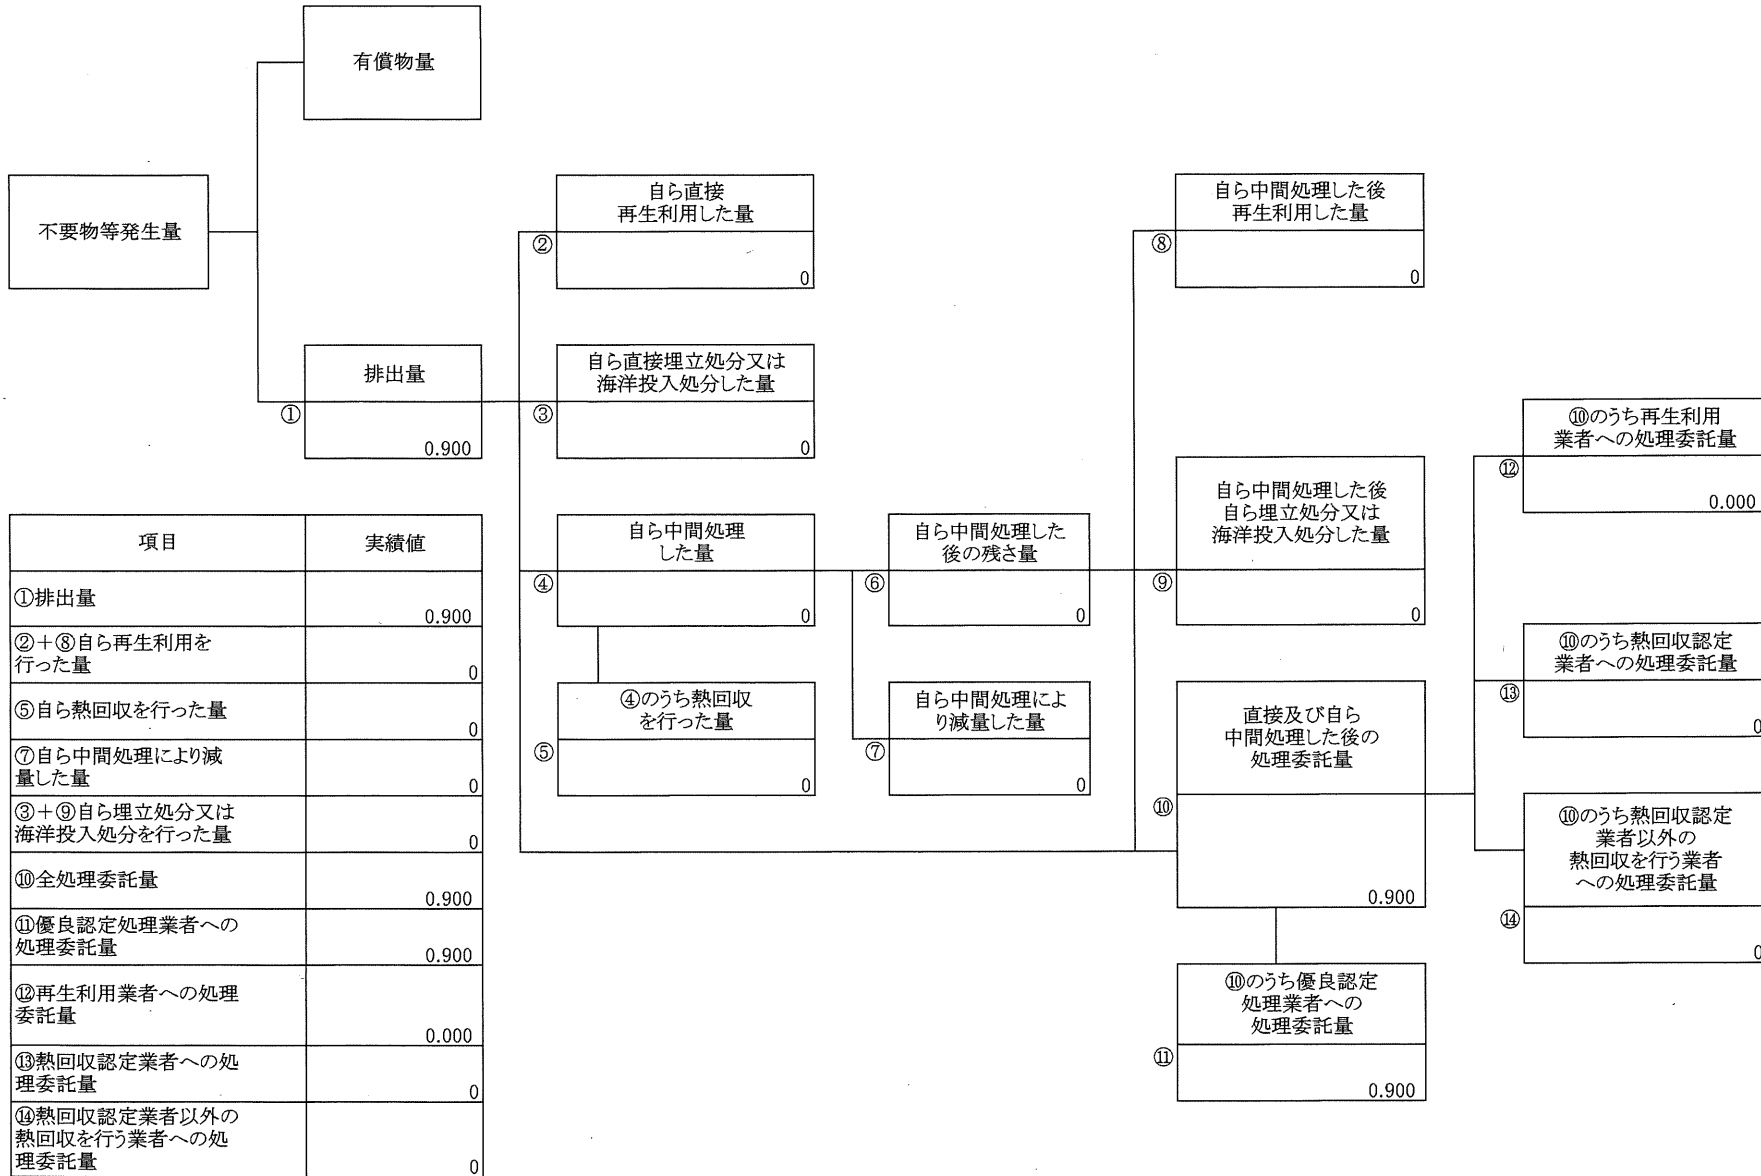 有償物量
不要物等発生量
排出量
①
0.900
自ら直接
再生利用した量
②
0
自ら直接埋立処分又は
海洋投入処分した量
③
0
自ら中間処理
した量
④
0
④のうち熱回収
を行った量
⑤
0
自ら中間処理した
後の残さ量
⑥
0
自ら中間処理によ
り減量した量
⑦
0
自ら中間処理した後
再生利用した量
⑧
0
自ら中間処理した後
自ら埋立処分又は
海洋投入処分した量
⑨
0
直接及び自ら
中間処理した後の
処理委託量
⑩
0.900
⑩のうち優良認定
処理業者への
処理委託量
⑪
0.900
⑩のうち再生利用
業者への処理委託量
⑫
0.000
⑩のうち熱回収認定
業者への処理委託量
⑬
0
⑩のうち熱回収認定
業者以外の
熱回収を行う業者
への処理委託量
⑭
0
項目 実績値
①排出量
0.900
②+⑧自ら再生利用を
行った量
0
⑤自ら熱回収を行った量
0
⑦自ら中間処理により減
量した量
0
③+⑨自ら埋立処分又は
海洋投入処分を行った量
0
⑩全処理委託量
0.900
⑪優良認定処理業者への
処理委託量
0.900
⑫再生利用業者への処理
委託量
0.000
⑬熱回収認定業者への処
理委託量
0
⑭熱回収認定業者以外の
熱回収を行う業者への処
理委託量
0